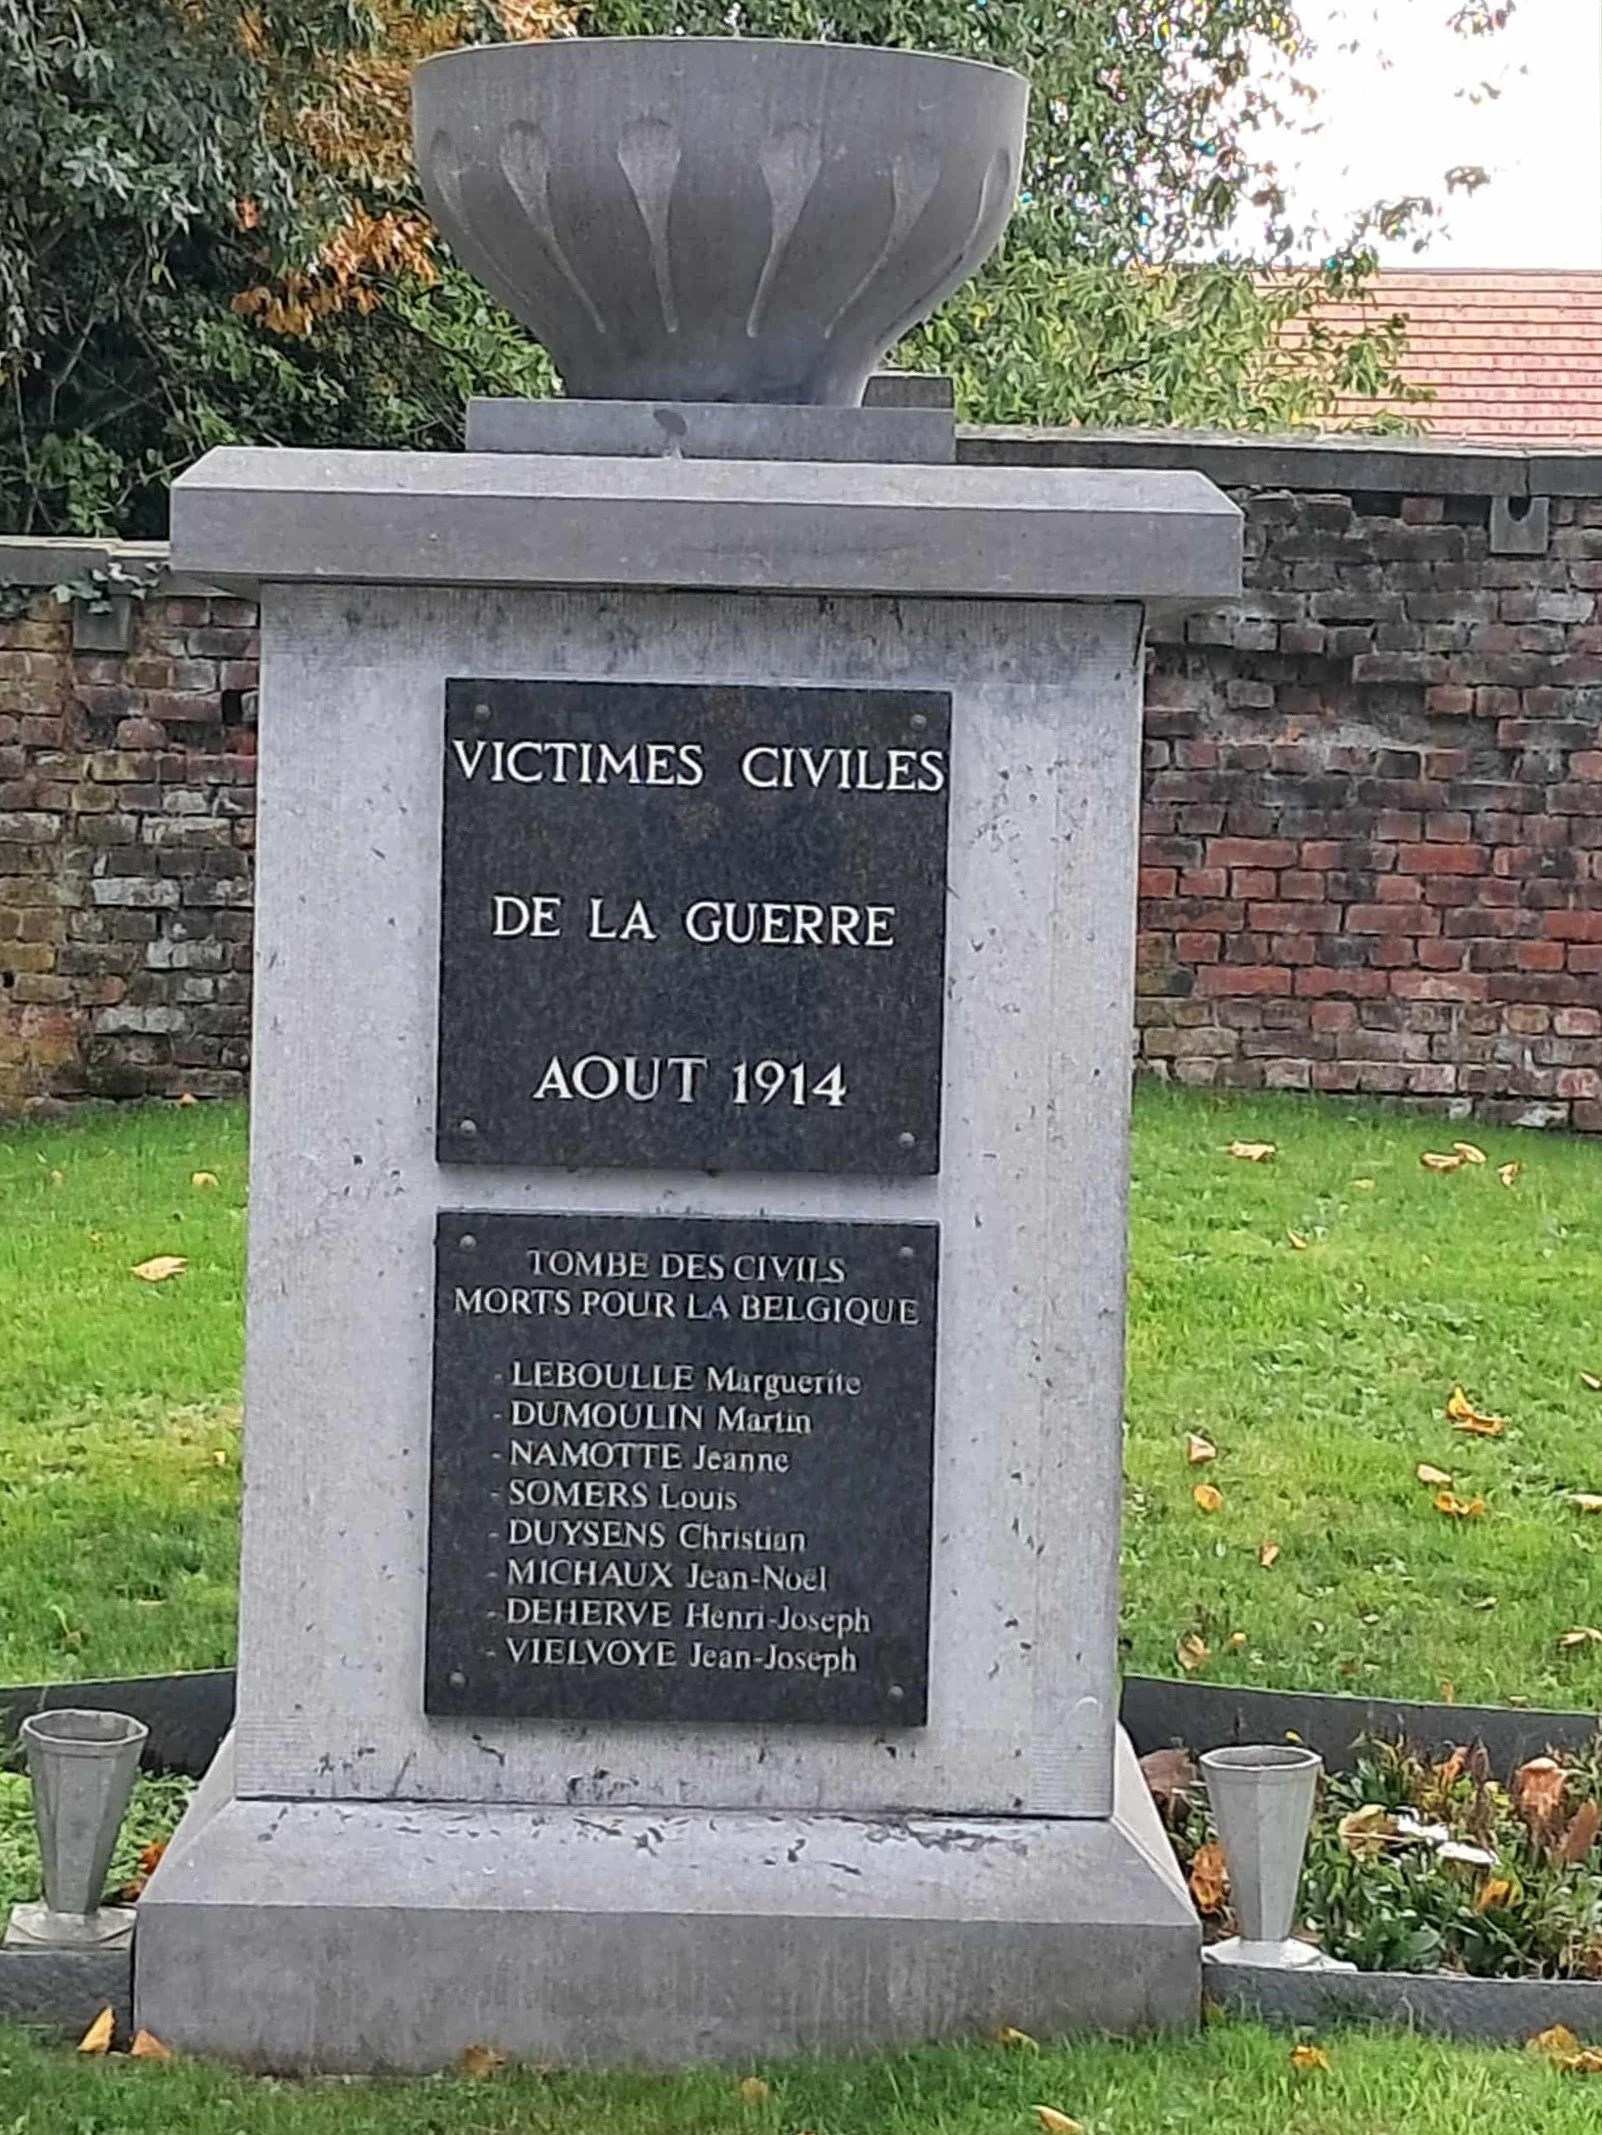 VICTIMES CIVILES
DE LA GUERRE
AOUT 1914
TOMBE DES CIVILS
MORTS POUR LA BELGIQUE
- LEBOULLE Marguerite
- DUMOULIN Martin
- NAMOTTE Jeanne
- SOMERS Louis
- DUYSENS Christian
- MICHAUX Jean-Noël
- DEHERVE Henri-Joseph
- VIELVOYE Jean-Joseph